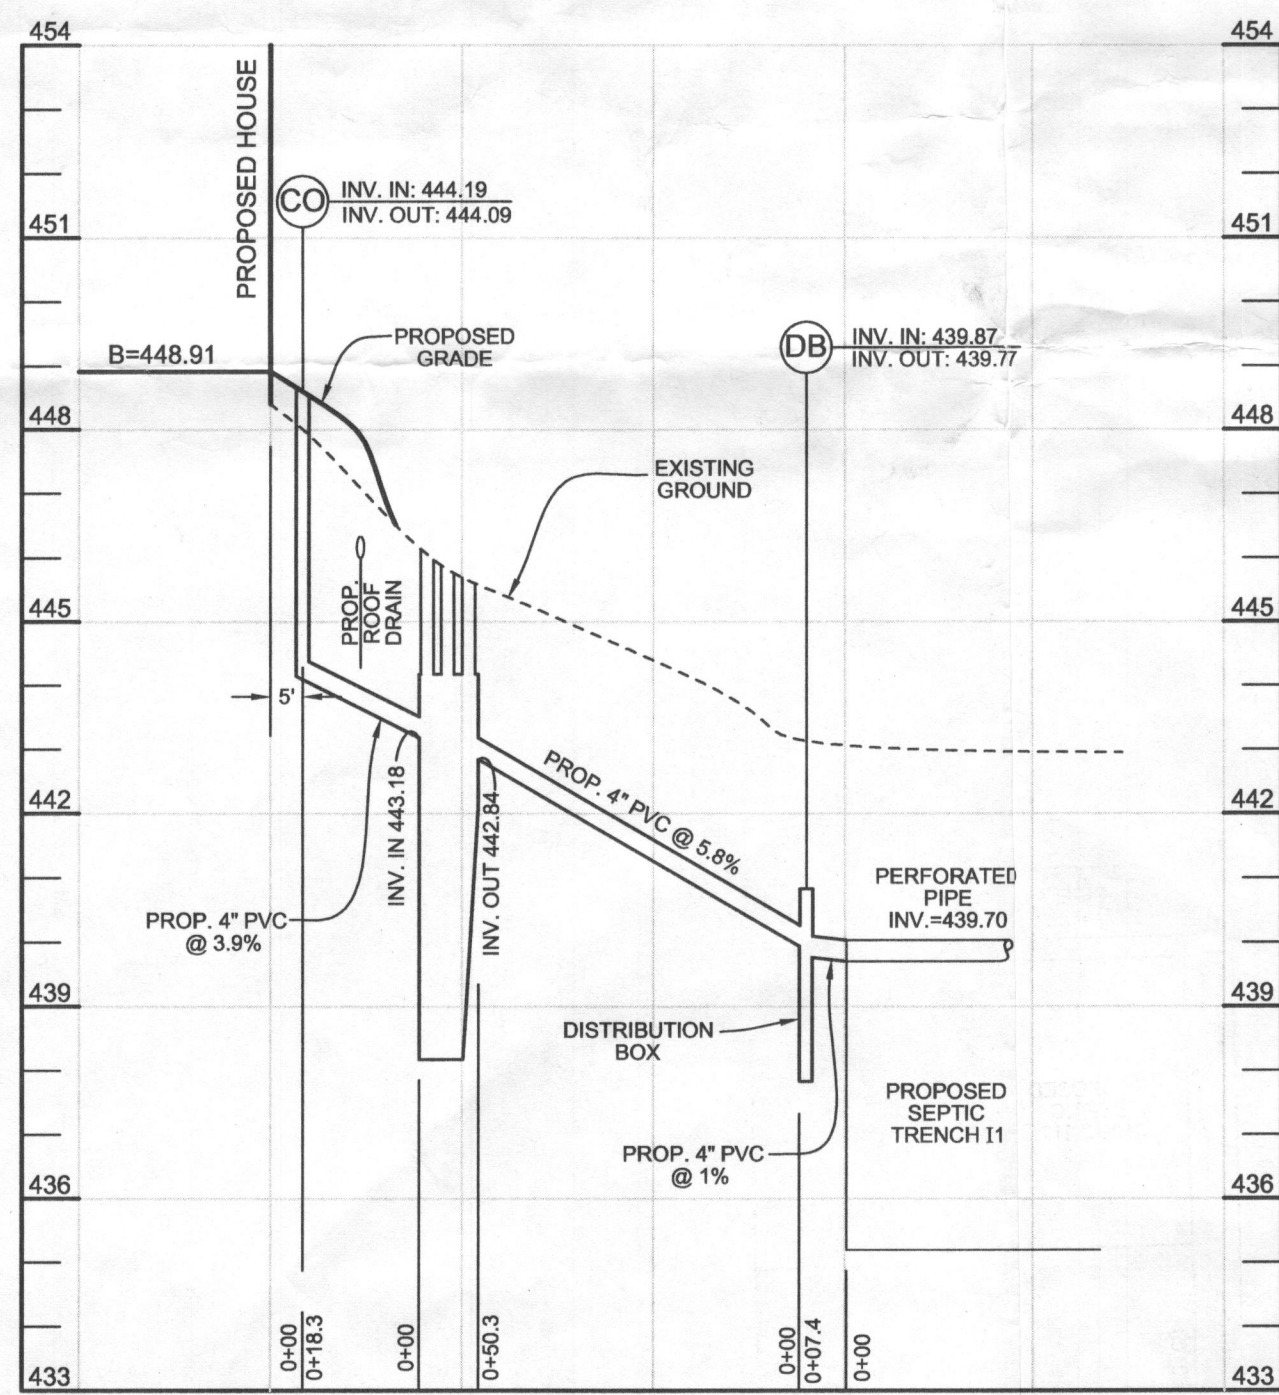 454
454
PROPOSED HOUSE
CO
INV. IN: 444.19
INV. OUT: 444.09
451
451
B=448.91
PROPOSED
GRADE
DB
INV. IN: 439.87
INV. OUT: 439.77
448
448
EXISTING
GROUND
PROP.
ROOF
DRAIN
445
445
5'
INV. IN 443.18
INV. OUT 442.84
PROP. 4" PVC @ 5.8%
442
442
PROP. 4" PVC
@ 3.9%
PERFORATED
PIPE
INV.=439.70
439
439
DISTRIBUTION
BOX
PROPOSED
SEPTIC
TRENCH I1
PROP. 4" PVC
@ 1%
436
436
0+00
0+18.3
0+00
0+50.3
0+00
0+07.4
0+00
433
433